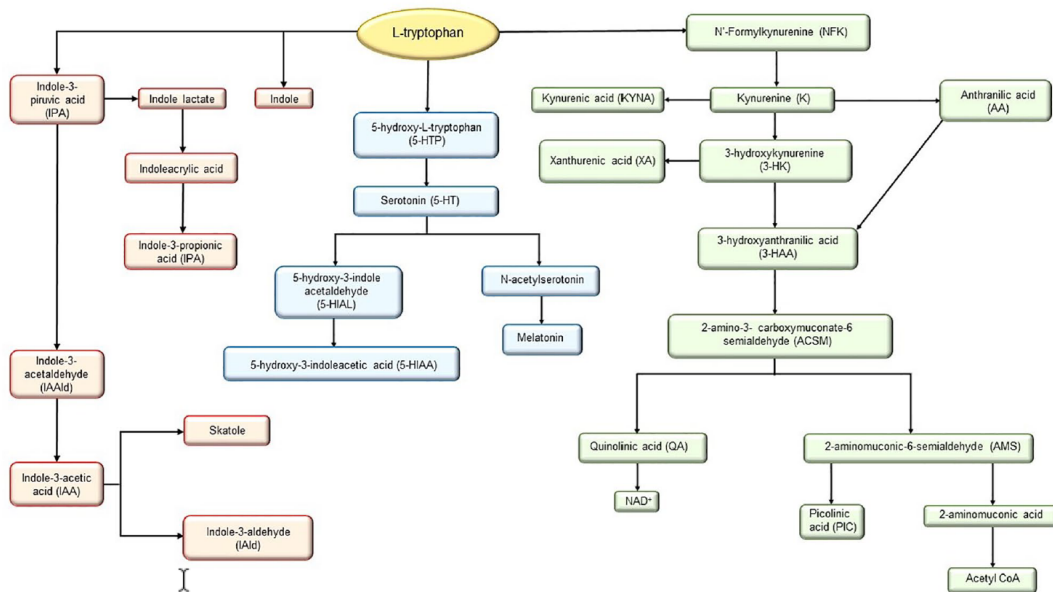 L-tryptophan
N'-Formylkynurenine (NFK)
Indole-3-
piruvic acid
(IPA)
Indole lactate
Indole
Kynurenic acid (KYNA)
Kynurenine (K)
Anthranilic acid
(AA)
5-hydroxy-L-tryptophan
(5-HTP)
Indoleacrylic acid
Xanthurenic acid (XA)
3-hydroxykynurenine
(3-HK)
Serotonin (5-HT)
Indole-3-propionic
acid (IPA)
3-hydroxyanthranilic acid
(3-HAA)
5-hydroxy-3-indole
acetaldehyde
(5-HIAL)
N-acetylserotonin
Melatonin
2-amino-3- carboxymuconate-6
semialdehyde (ACSM)
Indole-3-
acetaldehyde
(IAAld)
5-hydroxy-3-indoleacetic acid (5-HIAA)
Skatole
Quinolinic acid (QA)
2-aminomuconic-6-semialdehyde (AMS)
Indole-3-acetic
acid (IAA)
NAD⁺
Picolinic
acid (PIC)
2-aminomuconic acid
Indole-3-aldehyde
(IAld)
Acetyl CoA